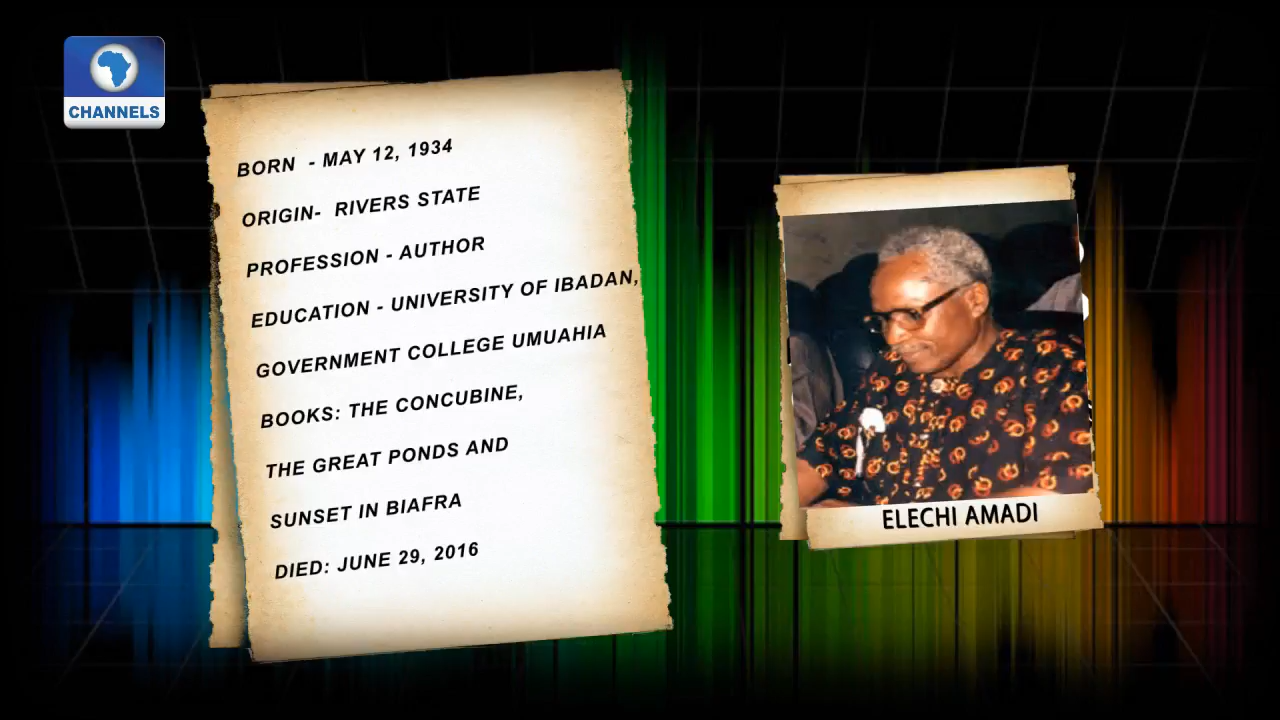 CHANNELS
BORN - MAY 12, 1934
ORIGIN- RIVERS STATE
PROFESSION - AUTHOR
EDUCATION - UNIVERSITY OF IBADAN,
GOVERNMENT COLLEGE UMUAHIA
BOOKS: THE CONCUBINE,
THE GREAT PONDS AND
SUNSET IN BIAFRA
DIED: JUNE 29, 2016
ELECHI AMADI